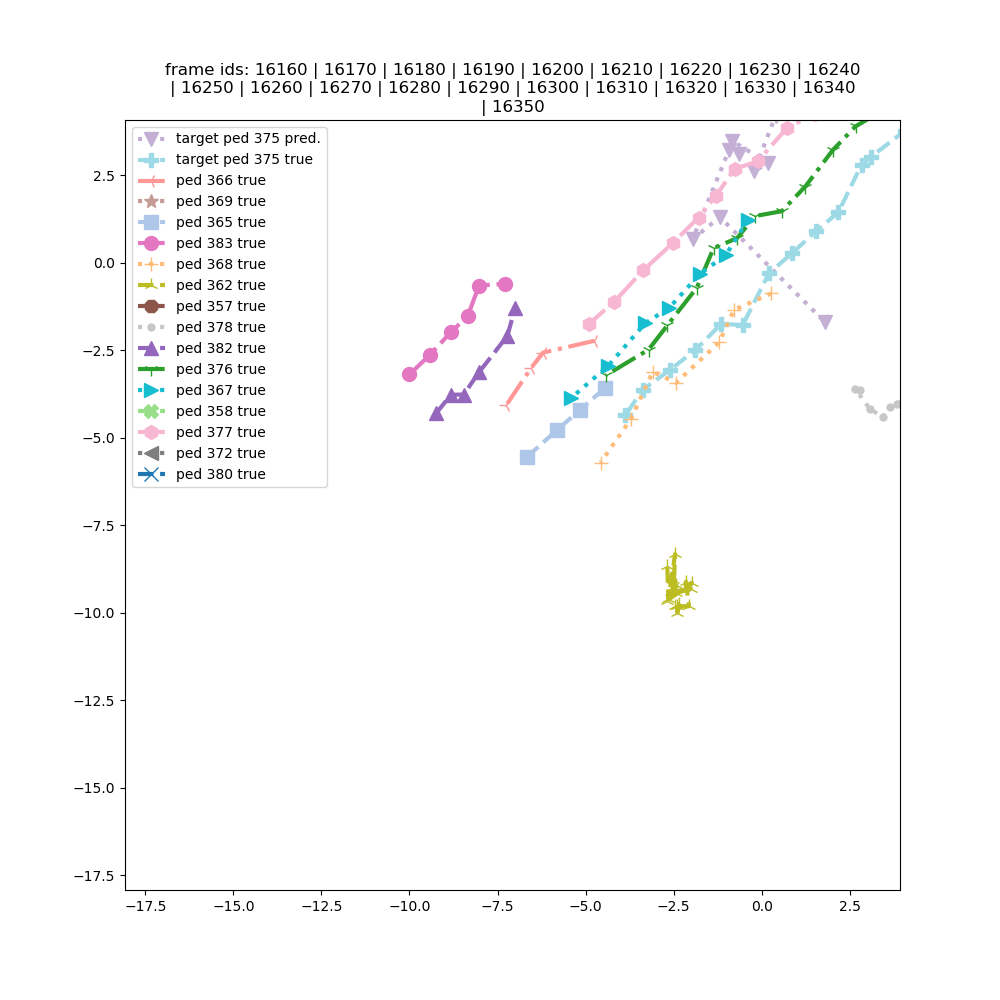 frame ids: 16160 | 16170 | 16180 | 16190 | 16200 | 16210 | 16220 | 16230 | 16240
| 16250 | 16260 | 16270 | 16280 | 16290 | 16300 | 16310 | 16320 | 16330 | 16340
| 16350
target ped 375 pred.
target ped 375 true
ped 366 true
ped 369 true
ped 365 true
ped 383 true
ped 368 true
ped 362 true
ped 357 true
ped 378 true
ped 382 true
ped 376 true
ped 367 true
ped 358 true
ped 377 true
ped 372 true
ped 380 true
2.5
0.0
−2.5
−5.0
−7.5
−10.0
−12.5
−15.0
−17.5
−17.5 −15.0 −12.5 −10.0 −7.5 −5.0 −2.5 0.0 2.5